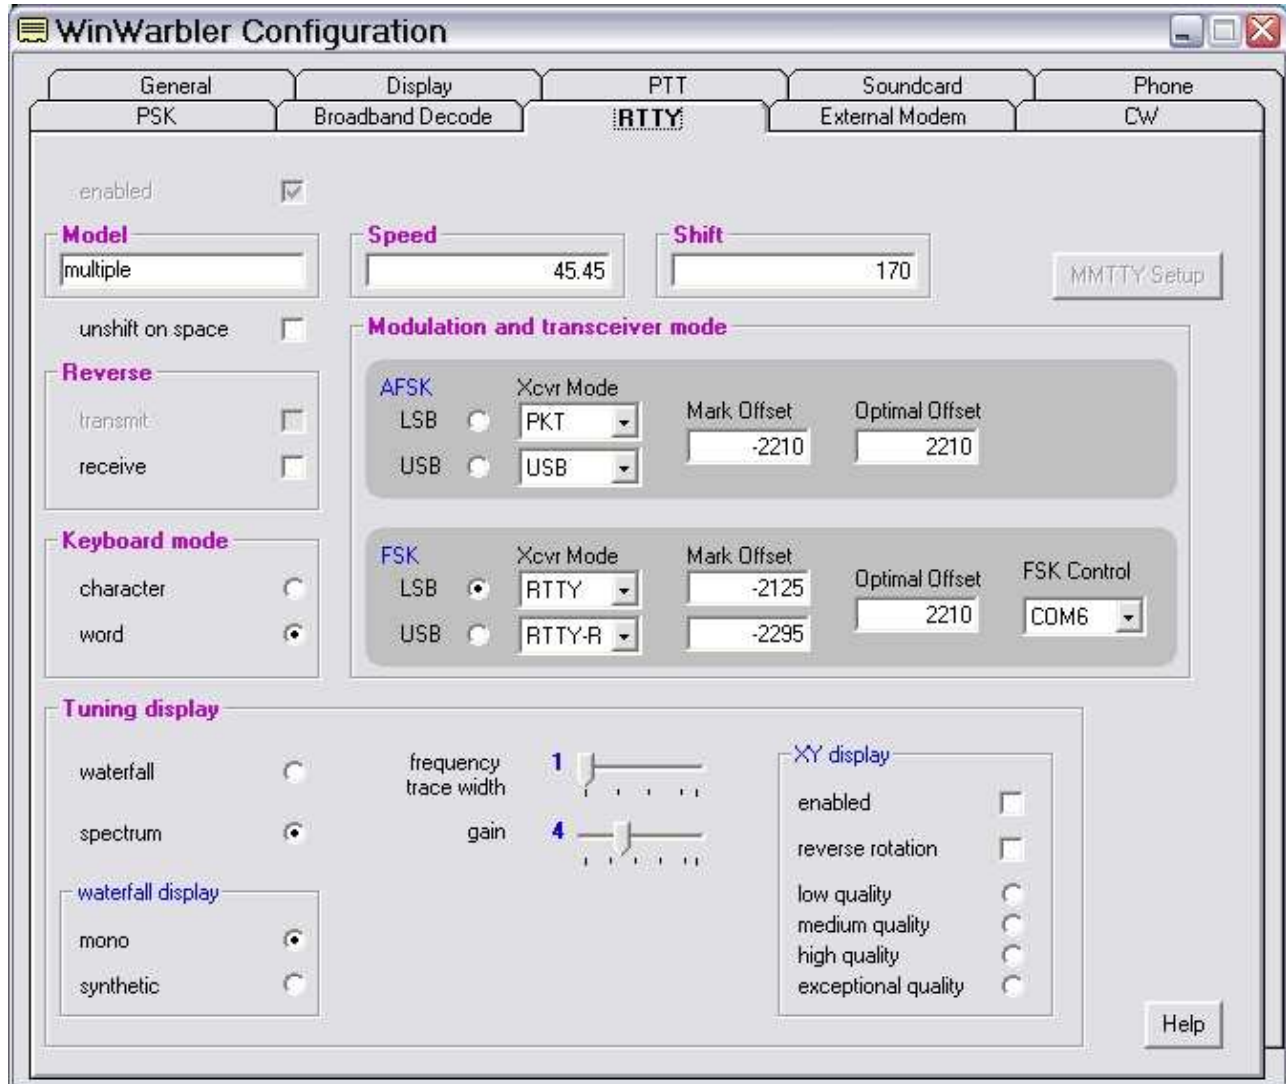 WinWarbler Configuration
General Display PTT Soundcard Phone
PSK Broadband Decode RTTY External Modem CW
enabled
Model Speed Shift
multiple 45.45 170 MMTTY Setup
unshift on space Modulation and transceiver mode
Reverse
AFSK Xcvr Mode
transmit LSB PKT Mark Offset Optimal Offset
-2210 2210
receive USB USB
Keyboard mode
FSK Xcvr Mode Mark Offset
character LSB RTTY -2125 Optimal Offset FSK Control
2210 COM6
word USB RTTY-R -2295
Tuning display
waterfall frequency trace width 1 XY display
enabled
spectrum gain 4 reverse rotation
waterfall display low quality
mono medium quality
high quality
synthetic exceptional quality
Help